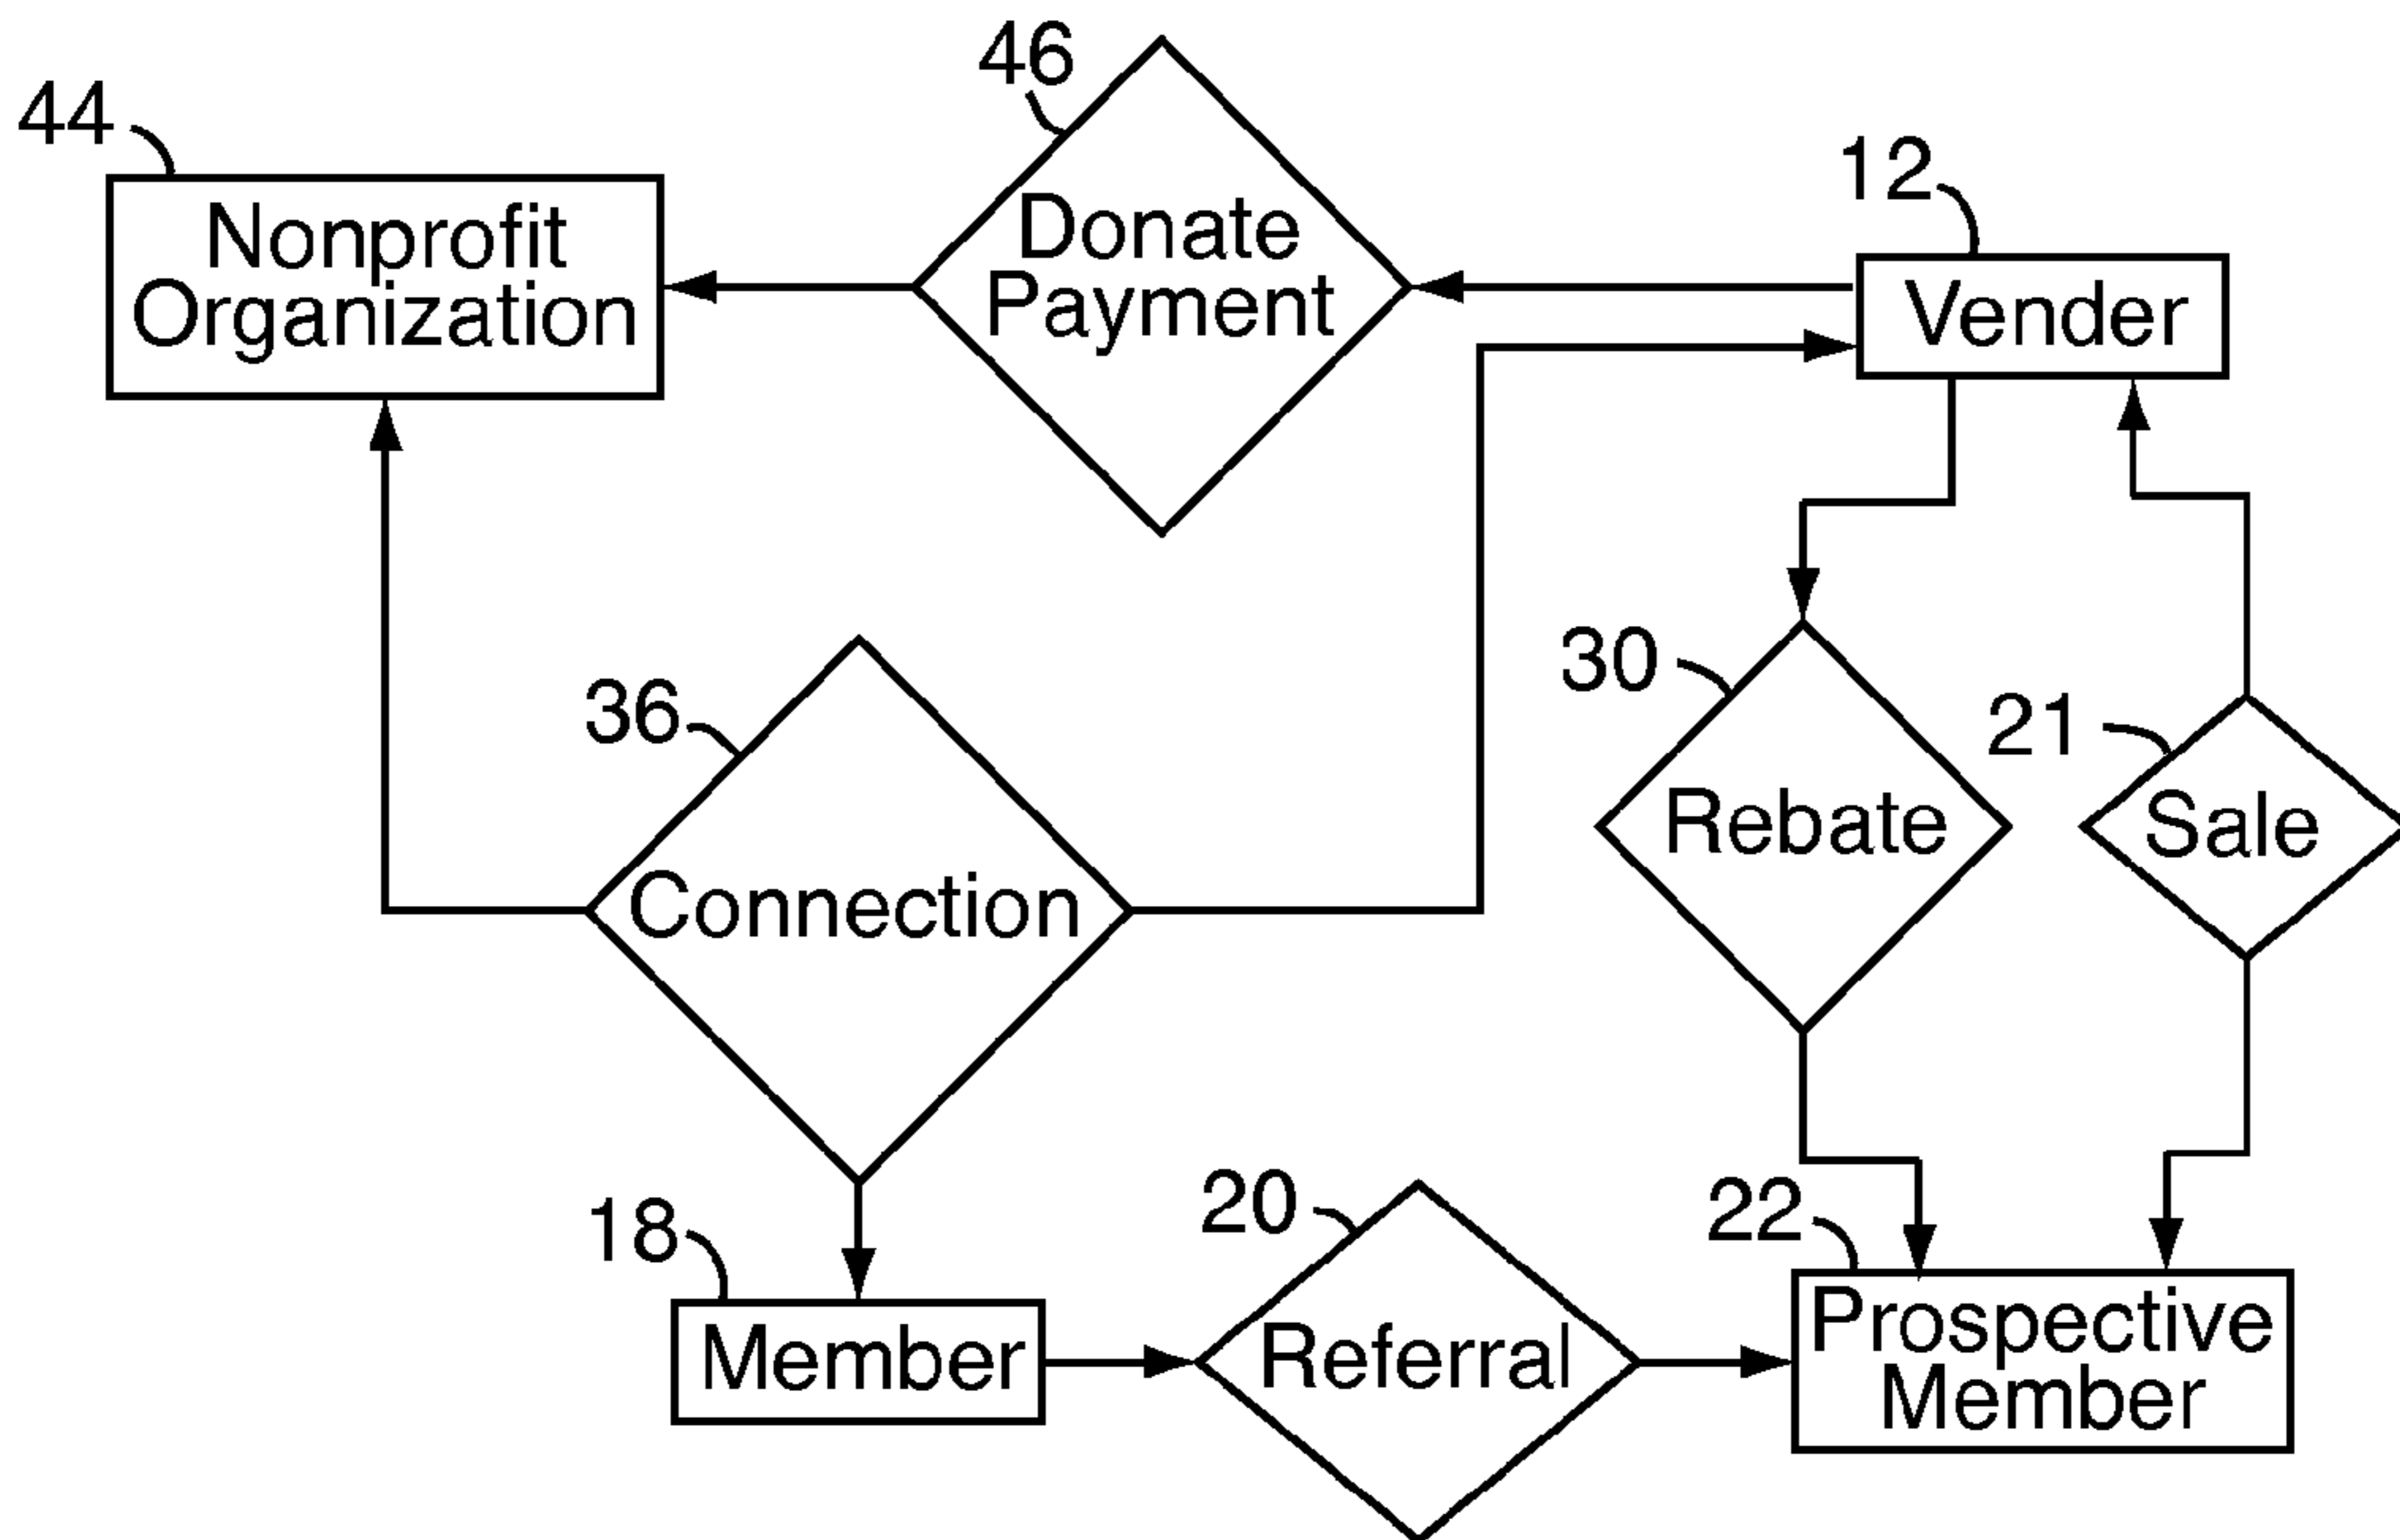 46
44
12
Nonprofit
Organization
Donate
Payment
Vender
36
30
21
Connection
Rebate
Sale
18
20
22
Member
Referral
Prospective
Member